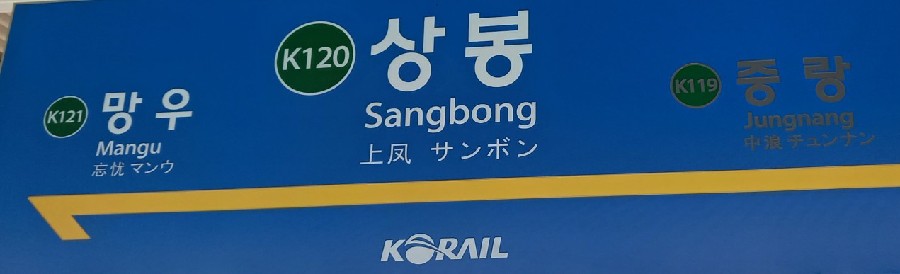 K121 망우
Mangu
忘忧 マンウ
K120 상봉
Sangbong
上凤 サンボン
K119 중랑
Jungnang
中浪 チュンナン
KORAIL